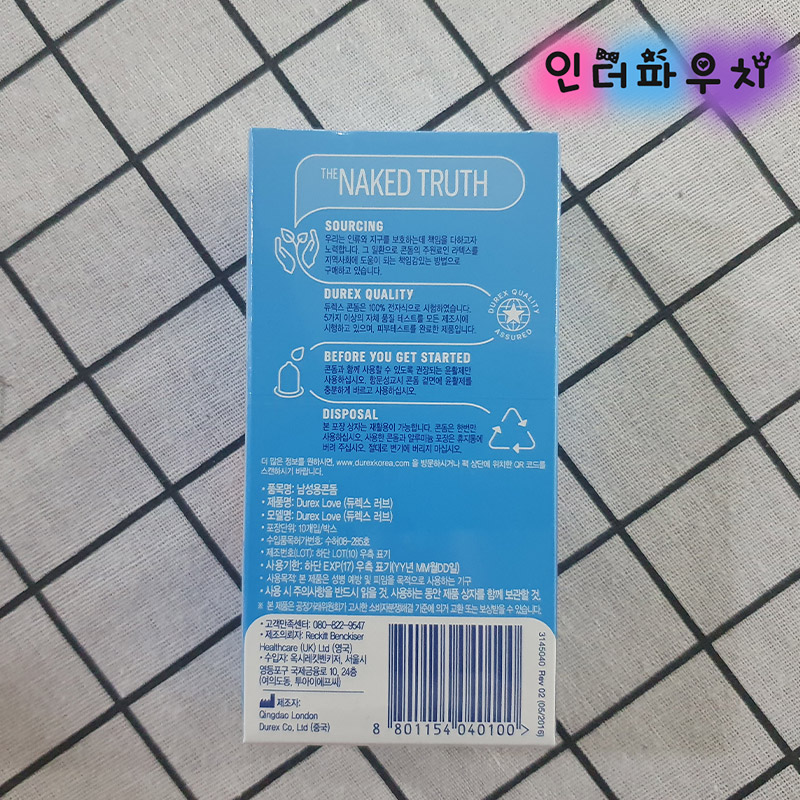 인더파우치
THE NAKED TRUTH
SOURCING
우리는 인류와 지구를 보호하는데 책임을 다하고자
노력합니다. 그 일환으로 콘돔의 주원료인 라텍스를
지역사회에 도움이 되는 책임감있는 방법으로
구매하고 있습니다.
DUREX QUALITY
듀렉스 콘돔은 100% 전자식으로 시험하였습니다.
5가지 이상의 자체 품질 테스트를 모든 제조시에
시행하고 있으며, 피부테스트를 완료한 제품입니다.
DUREX QUALITY
ASSURED
BEFORE YOU GET STARTED
콘돔과 함께 사용할 수 있도록 권장되는 윤활제만
사용하십시오. 항문성교시 콘돔 겉면에 윤활제를
충분하게 바르고 사용하십시오.
DISPOSAL
본 포장 상자는 재활용이 가능합니다. 콘돔은 한번만
사용하십시오. 사용한 콘돔과 알루미늄 포장은 휴지통에
버려 주십시오. 절대로 변기에 버리지 마십시오.
더 많은 정보를 원하시면, www.durexkorea.com 을 방문하시거나 팩 상단에 위치한 QR 코드를
스캔하시기 바랍니다.
• 품목명: 남성용콘돔
• 제품명: Durex Love (듀렉스 러브)
• 모델명: Durex Love (듀렉스 러브)
• 포장단위: 10개입/박스
• 수입품목허가번호: 수허08-285호
• 제조번호(LOT): 하단 LOT(10) 우측 표기
• 사용기한: 하단 EXP(17) 우측 표기(YY년 MM월DD일)
• 사용목적: 본 제품은 성병 예방 및 피임을 목적으로 사용하는 기구
• 사용 시 주의사항을 반드시 읽을 것. 사용하는 동안 제품 상자를 함께 보관할 것.
※ 본 제품은 공정거래위원회가 고시한 소비자분쟁해결 기준에 의거 교환 또는 보상받을 수 있습니다.
• 고객만족센터: 080-822-9547
• 제조의뢰자: Reckitt Benckiser
Healthcare (UK) Ltd (영국)
• 수입자: 옥시레킷벤키저, 서울시
영등포구 국제금융로 10, 24층
(여의도동, 투아이에프씨)
제조자:
Qingdao London
Durex Co, Ltd (중국)
8 801154 040100 >
3145040 Rev 02 (05/2016)